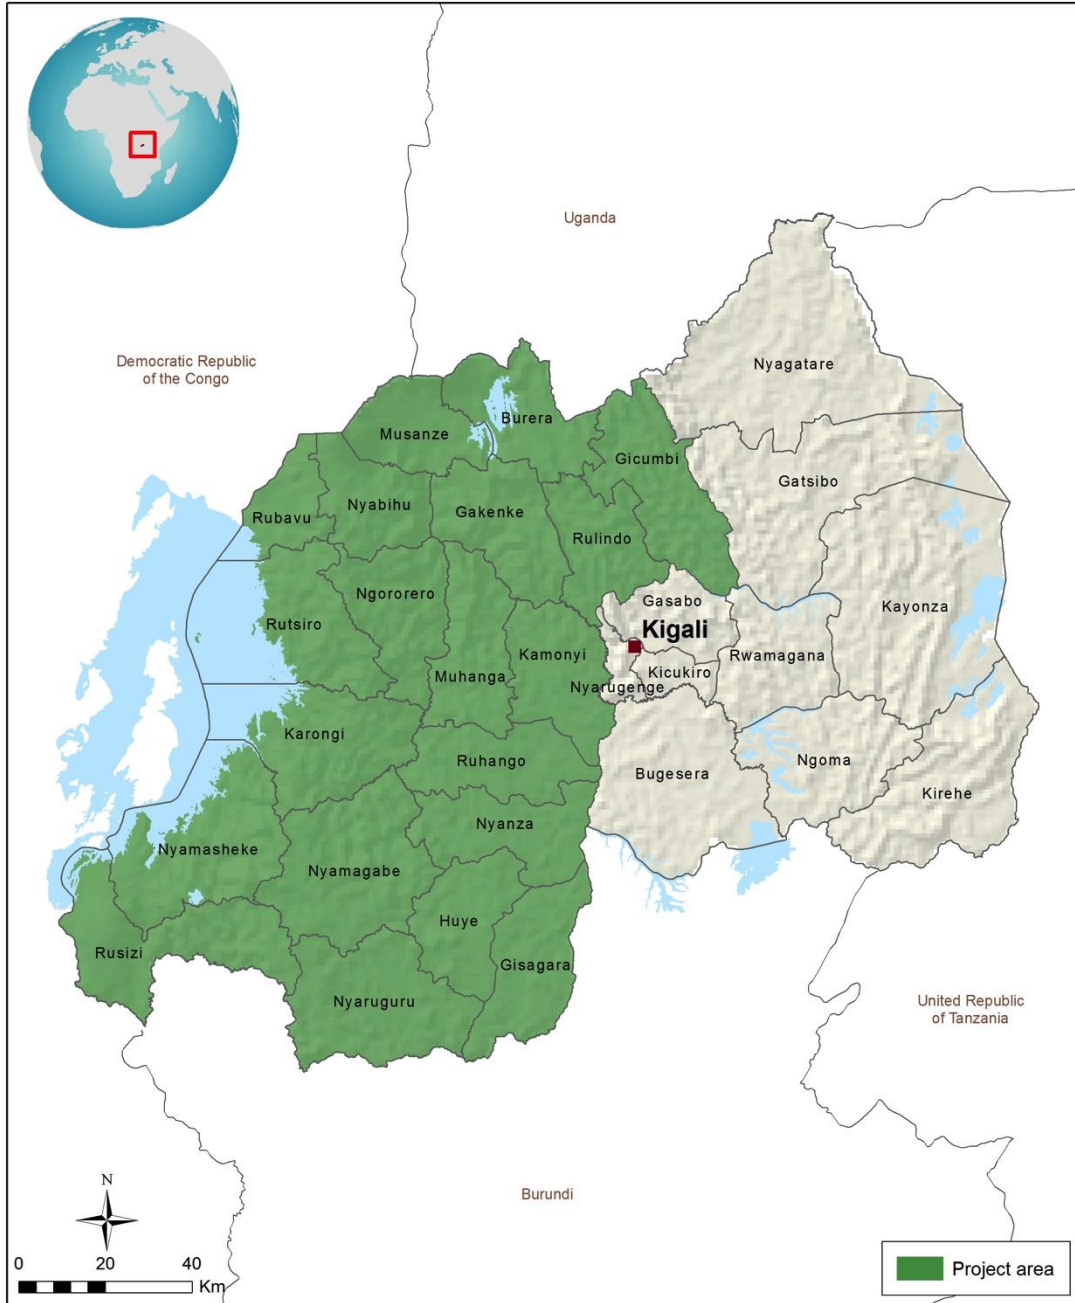 Uganda
Democratic Republic
of the Congo
Nyagatare
Burera
Musanze
Gicumbi
Gatsibo
Nyabihu
Gakenke
Rubavu
Rulindo
Ngororero
Gasabo
Kayonza
Rutsiro
Kigali
Kamonyi
Rwamagana
Muhanga
Kicukiro
Nyarugenge
Karongi
Ruhango
Ngoma
Bugesera
Kirehe
Nyanza
Nyamasheke
Nyamagabe
Huye
Rusizi
Gisagara
Nyaruguru
United Republic
of Tanzania
N
Burundi
0 20 40
Km
Project area